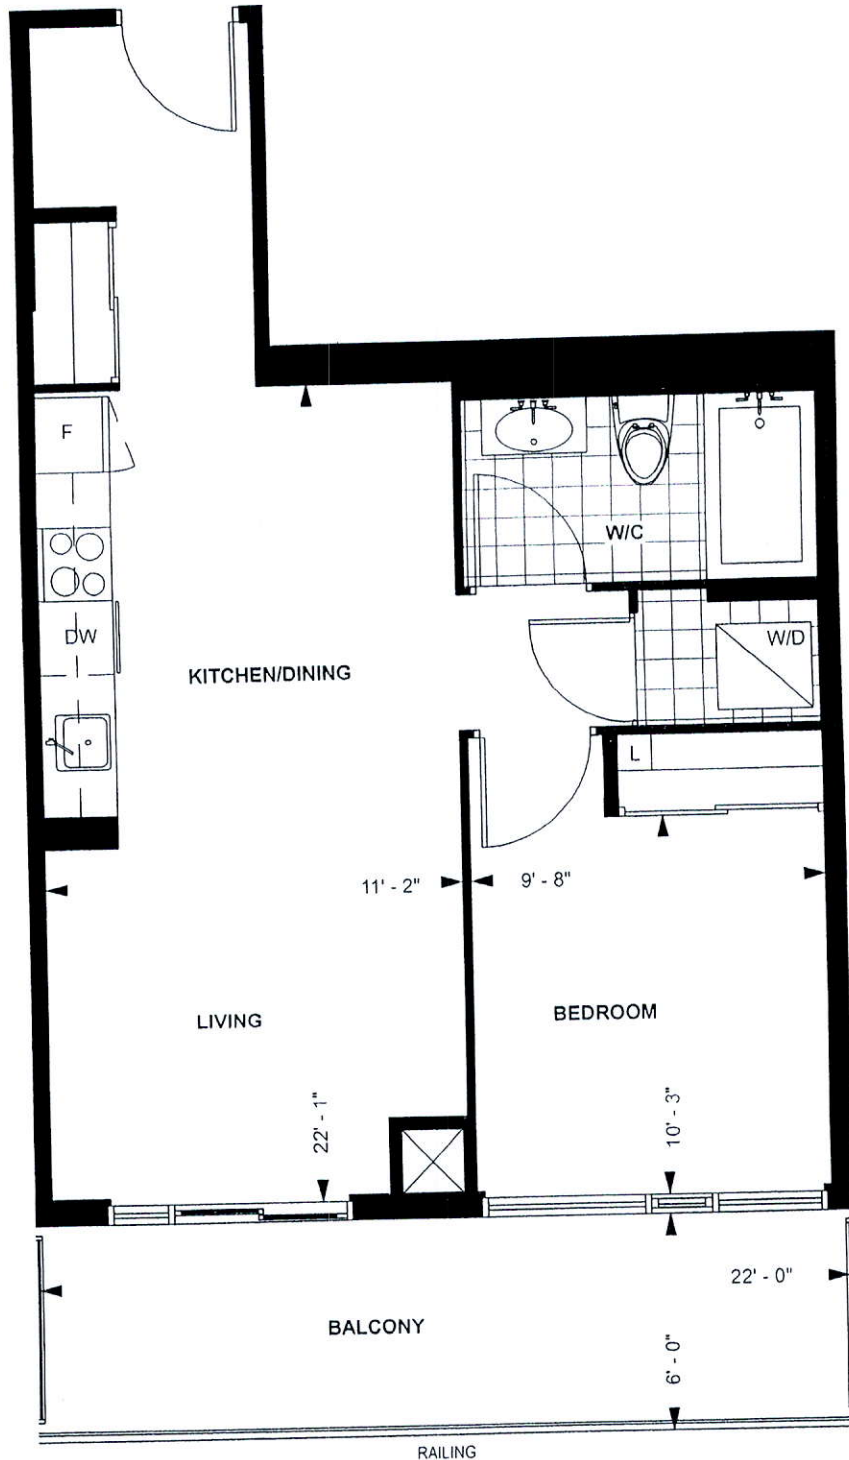 F
W/C
DW
W/D
KITCHEN/DINING
L
11' - 2"
9' - 8"
LIVING
BEDROOM
22' - 1"
10' - 3"
22' - 0"
BALCONY
6' - 0"
RAILING